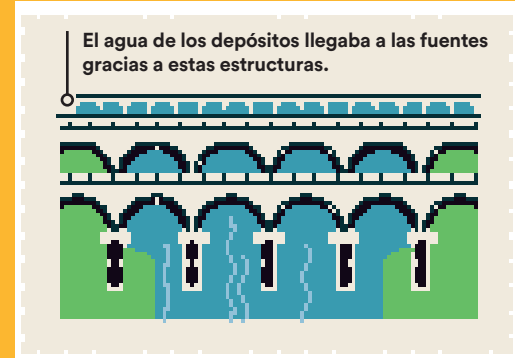 El agua de los depósitos llegaba a las fuentes
gracias a estas estructuras.